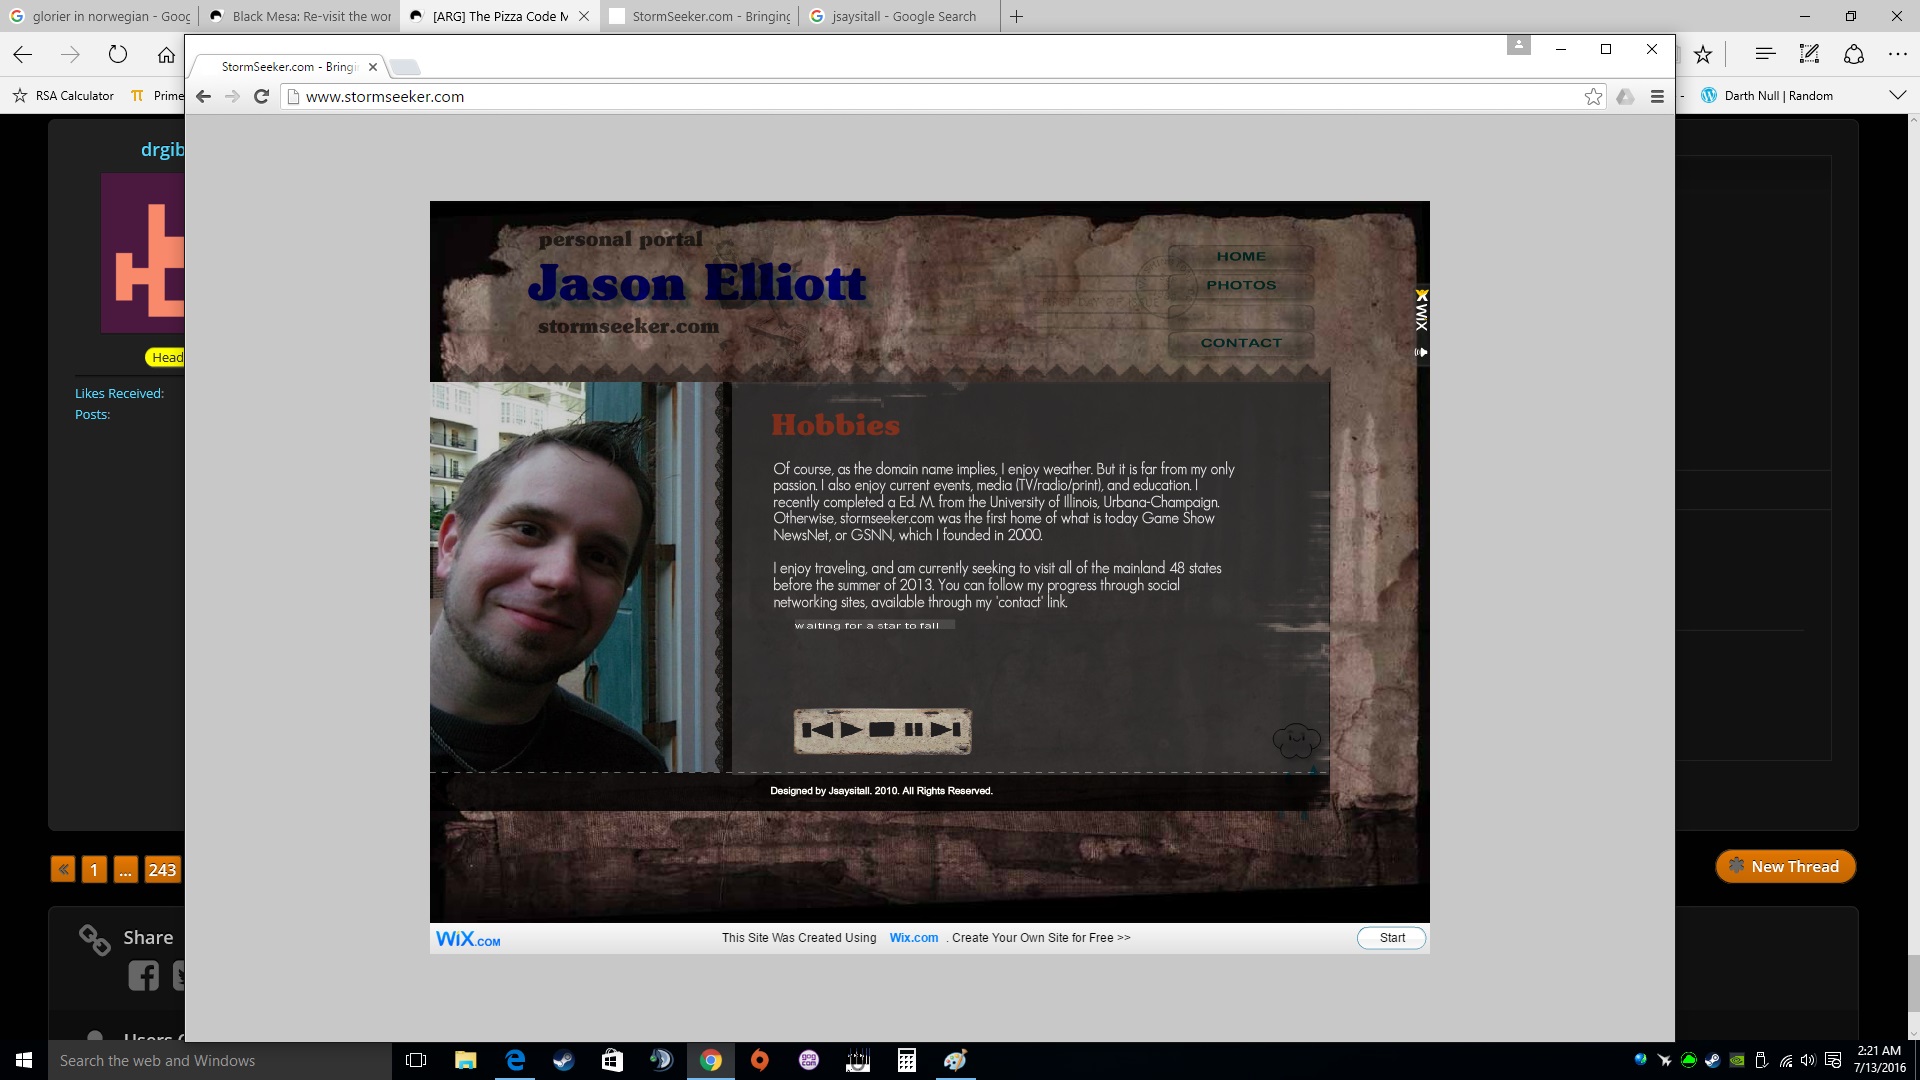 glorier in norwegian - Goog
Black Mesa: Re-visit the wor
[ARG] The Pizza Code M
StormSeeker.com - Bringing
jsaysitall - Google Search
StormSeeker.com - Bringi
www.stormseeker.com
RSA Calculator
Prime
Darth Null | Random
drgib
Head
Likes Received:
Posts:
personal portal
Jason Elliott
stormseeker.com
HOME
PHOTOS
CONTACT
WIX
Hobbies
Of course, as the domain name implies, I enjoy weather. But it is far from my only
passion. I also enjoy current events, media (TV/radio/print), and education. I
recently completed a Ed. M. from the University of Illinois, Urbana-Champaign.
Otherwise, stormseeker.com was the first home of what is today Game Show
NewsNet, or GSNN, which I founded in 2000.
I enjoy traveling, and am currently seeking to visit all of the mainland 48 states
before the summer of 2013. You can follow my progress through social
networking sites, available through my 'contact' link.
waiting for a star to fall
Designed by Jsaysitall. 2010. All Rights Reserved.
« 1 ... 243
New Thread
Share
WiX.COM
This Site Was Created Using Wix.com . Create Your Own Site for Free >>
Start
Search the web and Windows
2:21 AM
7/13/2016